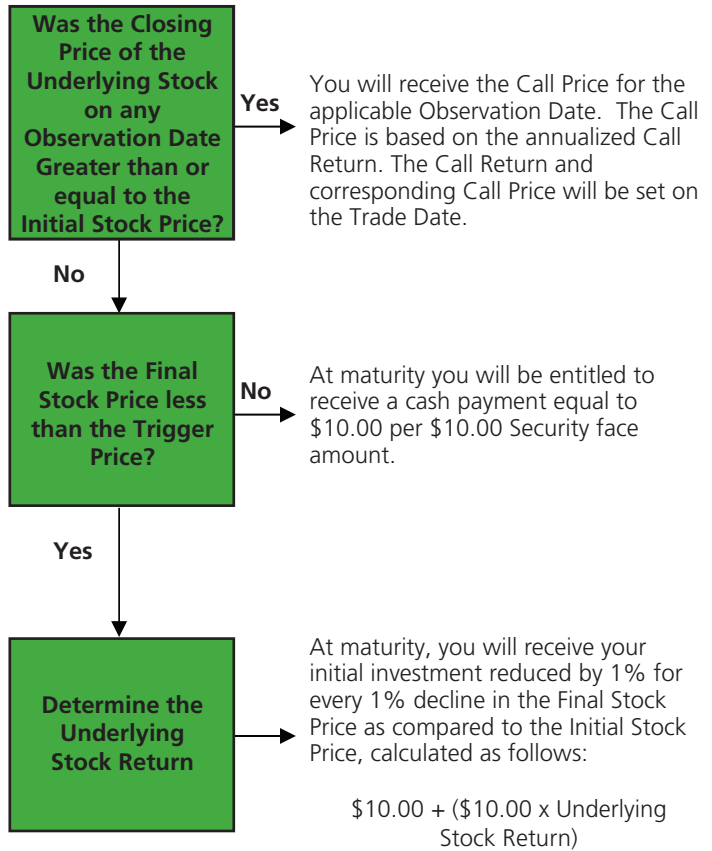 Was the Closing
Price of the
Underlying Stock
on any
Observation Date
Greater than or
equal to the
Initial Stock Price?
Yes
You will receive the Call Price for the
applicable Observation Date. The Call
Price is based on the annualized Call
Return. The Call Return and
corresponding Call Price will be set on
the Trade Date.
No
Was the Final
Stock Price less
than the Trigger
Price?
No
At maturity you will be entitled to
receive a cash payment equal to
$10.00 per $10.00 Security face
amount.
Yes
Determine the
Underlying
Stock Return
At maturity, you will receive your
initial investment reduced by 1% for
every 1% decline in the Final Stock
Price as compared to the Initial Stock
Price, calculated as follows:
$10.00 + ($10.00 x Underlying
Stock Return)